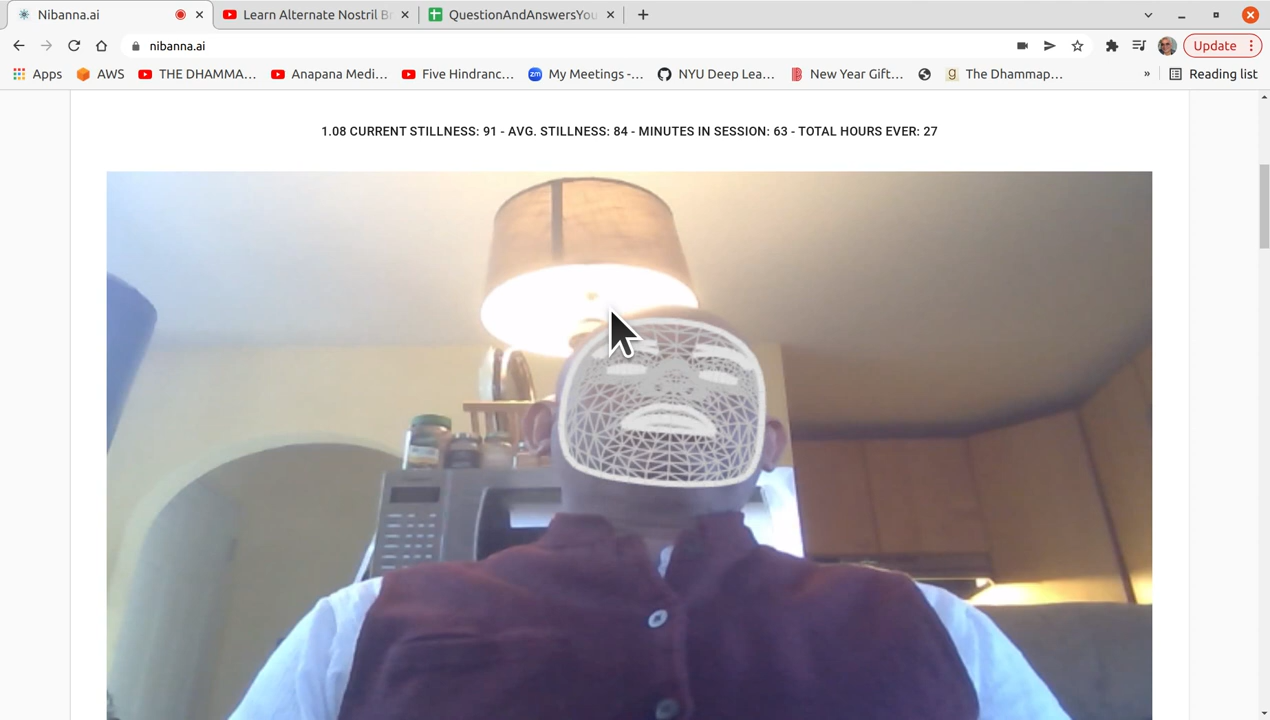 Nibanna.ai
Learn Alternate Nostril B
QuestionAndAnswersYou
nibanna.ai
Update
Apps
AWS
THE DHAMMA…
Anapana Medi…
Five Hindranc…
zm
My Meetings -…
NYU Deep Lea…
New Year Gift…
g
The Dhammap…
»
Reading list
1.08 CURRENT STILLNESS: 91 - AVG. STILLNESS: 84 - MINUTES IN SESSION: 63 - TOTAL HOURS EVER: 27